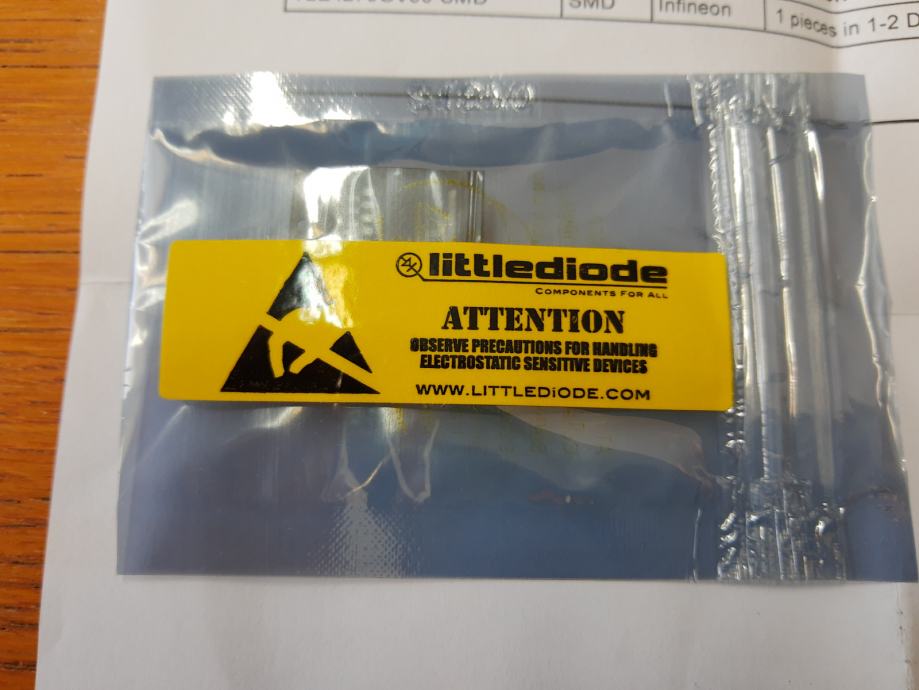 SMD
SMD
Infineon
1 pieces in 1-2 D
littlediode
COMPONENTS FOR ALL
ATTENTION
OBSERVE PRECAUTIONS FOR HANDLING
ELECTROSTATIC SENSITIVE DEVICES
WWW.LITTLEDiODE.COM